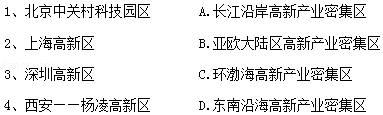 1、北京中关村科技园区 A.长江沿岸高新产业密集区
2、上海高新区 B.亚欧大陆区高新产业密集区
3、深圳高新区 C.环渤海高新产业密集区
4、西安——杨凌高新区 D.东南沿海高新产业密集区